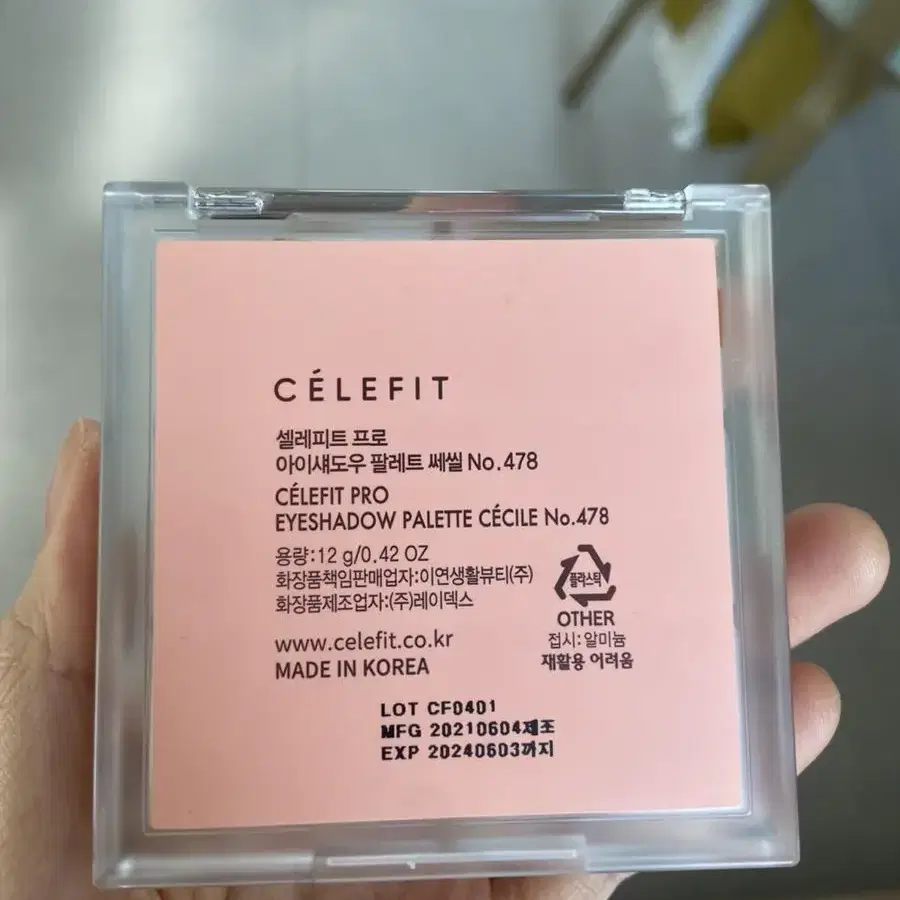 CÉLEFIT
셀레피트 프로
아이섀도우 팔레트 쎄씰 No.478
CÉLEFIT PRO
EYESHADOW PALETTE CÉCILE No.478
용량:12 g/0.42 OZ
화장품책임판매업자:이연생활뷰티(주)
화장품제조업자:(주)레이덱스
www.celefit.co.kr
MADE IN KOREA
플라스틱
OTHER
접시:알미늄
재활용 어려움
LOT CF0401
MFG 20210604제조
EXP 20240603까지